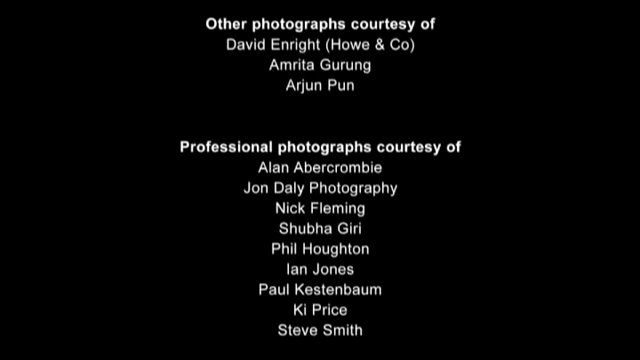 Other photographs courtesy of
David Enright (Howe & Co)
Amrita Gurung
Arjun Pun
Professional photographs courtesy of
Alan Abercrombie
Jon Daly Photography
Nick Fleming
Shubha Giri
Phil Houghton
Ian Jones
Paul Kestenbaum
Ki Price
Steve Smith